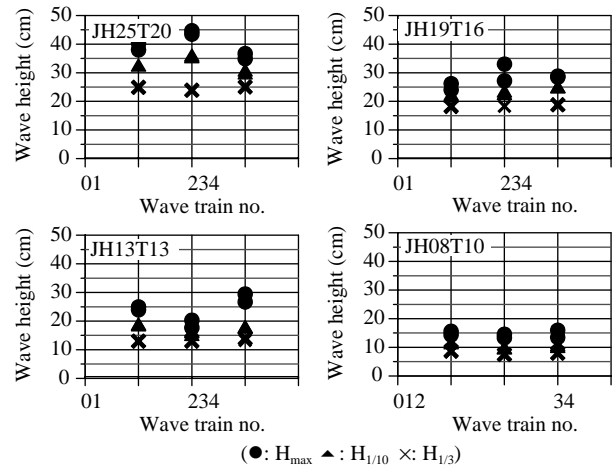 JH25T20
Wave height (cm)
50
40
30
20
10
0
01 234
Wave train no.
JH19T16
Wave height (cm)
50
40
30
20
10
0
01 234
Wave train no.
JH13T13
Wave height (cm)
50
40
30
20
10
0
01 234
Wave train no.
JH08T10
Wave height (cm)
50
40
30
20
10
0
012 34
Wave train no.
(●: Hmax ▲: H1/10 ×: H1/3)